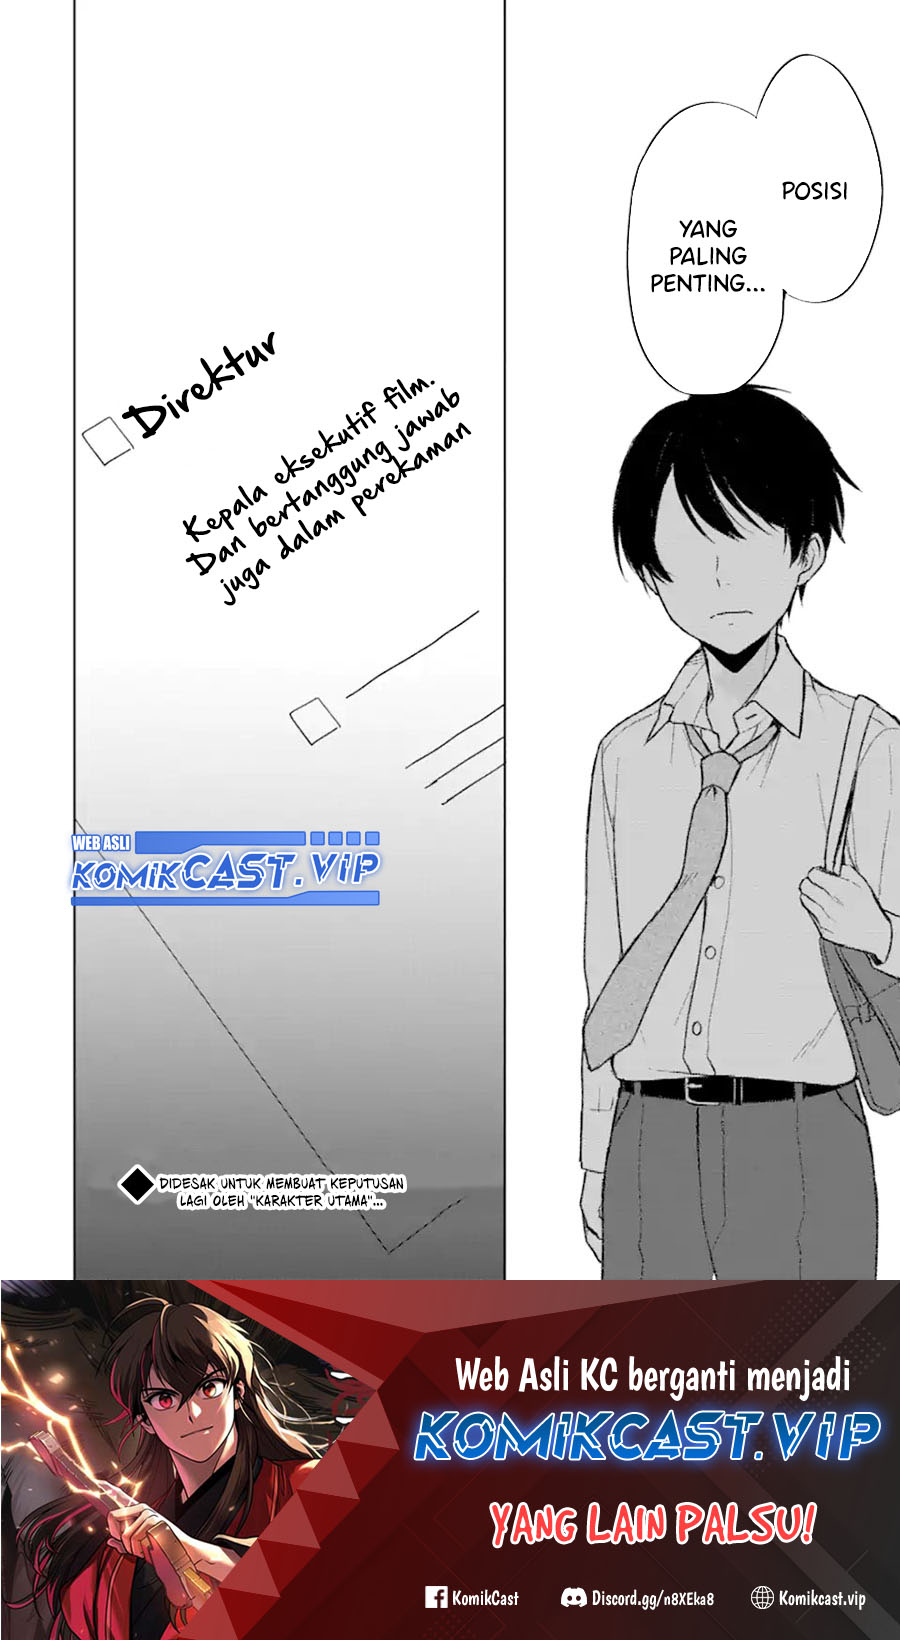 POSISI
YANG
PALING
PENTING...
Direktur
Kepala eksekutif film.
Dan bertanggung jawab
juga dalam perekaman
WEB ASLI
KOMIKCAST.VIP
DIDESAK UNTUK MEMBUAT KEPUTUSAN
LAGI OLEH "KARAKTER UTAMA"...
Web Asli KC berganti menjadi
KOMIKCAST.VIP
YANG LAIN PALSU!
KomikCast
Discord.gg/n8XEka8
Komikcast.vip